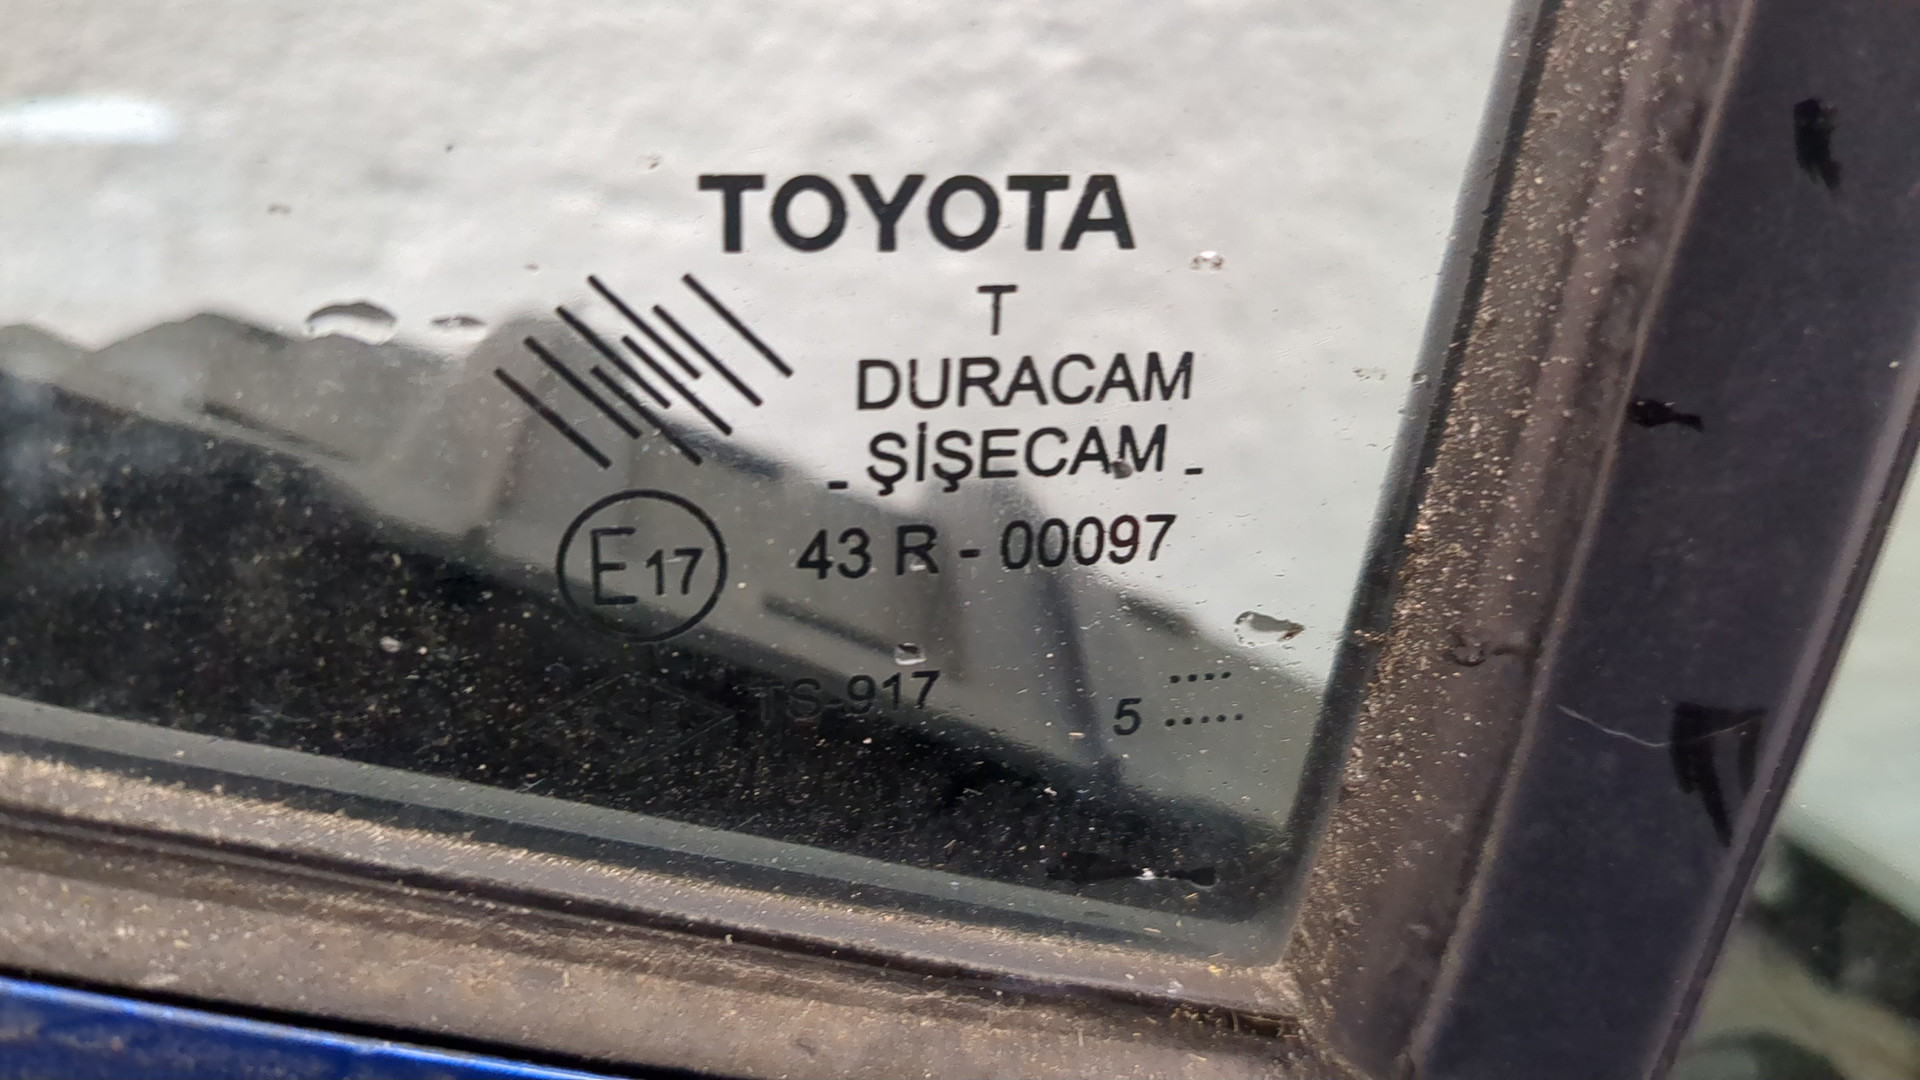 TOYOTA
T
DURACAM
- ŞİŞECAM -
E17 43 R - 00097
TS-917 5 .... .....